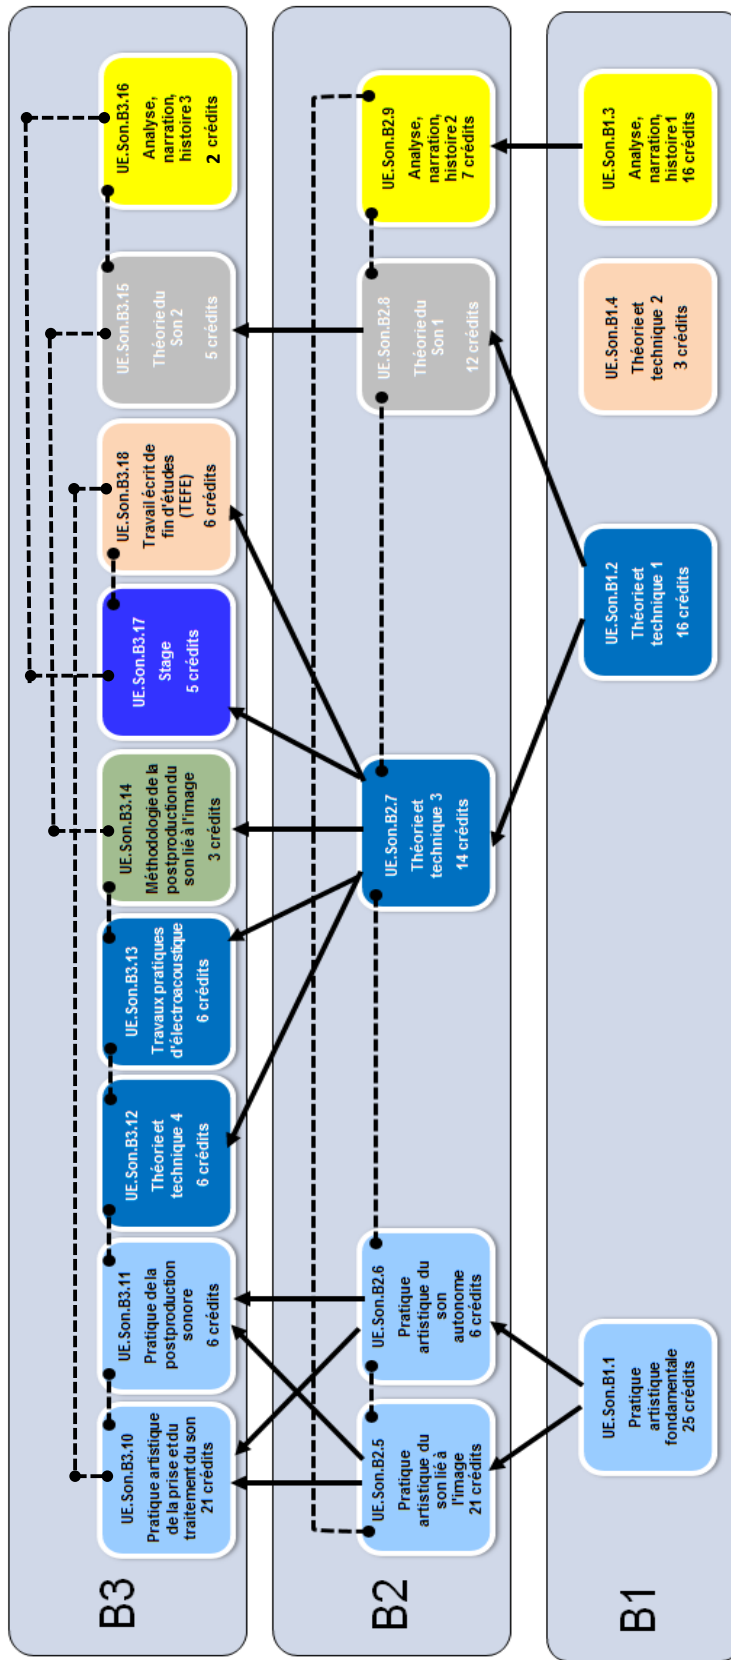 B3
UE.Son.B3.10
Pratique artistique
de la prise et du
traitement du son
21 crédits
UE.Son.B3.11
Pratique de la
postproduction
sonore
6 crédits
UE.Son.B3.12
Théorie et
technique 4
6 crédits
UE.Son.B3.13
Travaux pratiques
d'électroacoustique
6 crédits
UE.Son.B3.14
Méthodologie de la
postproduction du
son lié à l'image
3 crédits
UE.Son.B3.17
Stage
5 crédits
UE.Son.B3.18
Travail écrit de
fin d'études
(TEFE)
6 crédits
UE.Son.B3.15
Théorie du
Son 2
5 crédits
UE.Son.B3.16
Analyse,
narration,
histoire 3
2 crédits
B2
UE.Son.B2.5
Pratique
artistique du
son lié à
l'image
21 crédits
UE.Son.B2.6
Pratique
artistique du
son
autonome
6 crédits
UE.Son.B2.7
Théorie et
technique 3
14 crédits
UE.Son.B2.8
Théorie du
Son 1
12 crédits
UE.Son.B2.9
Analyse,
narration,
histoire 2
7 crédits
B1
UE.Son.B1.1
Pratique
artistique
fondamentale
25 crédits
UE.Son.B1.2
Théorie et
technique 1
16 crédits
UE.Son.B1.4
Théorie et
technique 2
3 crédits
UE.Son.B1.3
Analyse,
narration,
histoire 1
16 crédits